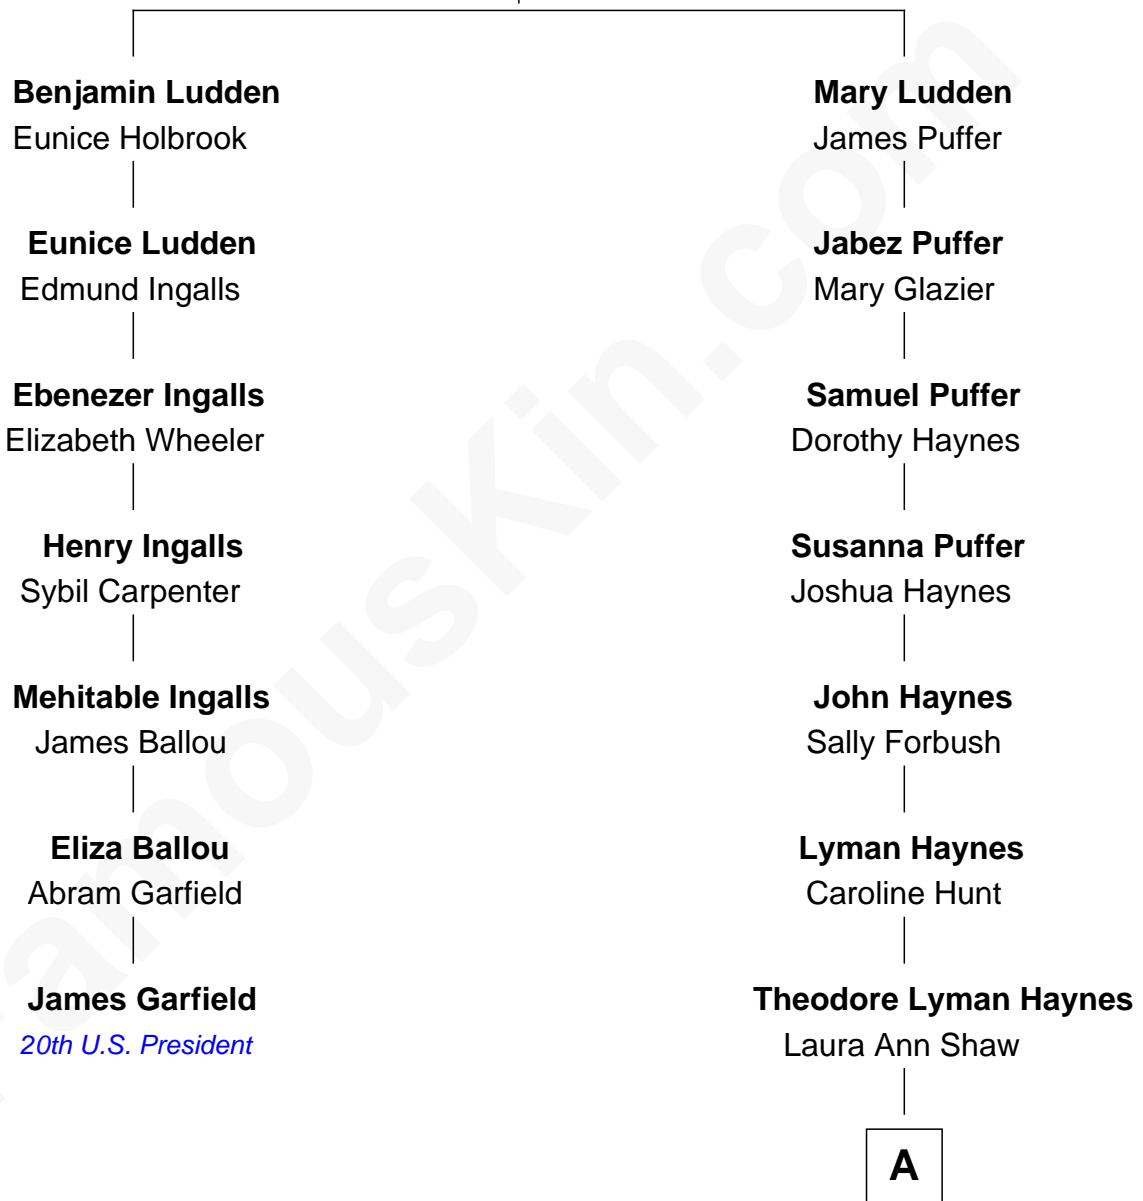 Benjamin Ludden
Eunice Holbrook
Eunice Ludden
Edmund Ingalls
Ebenezer Ingalls
Elizabeth Wheeler
Henry Ingalls
Sybil Carpenter
Mehitable Ingalls
James Ballou
Eliza Ballou
Abram Garfield
James Garfield
20th U.S. President
Mary Ludden
James Puffer
Jabez Puffer
Mary Glazier
Samuel Puffer
Dorothy Haynes
Susanna Puffer
Joshua Haynes
John Haynes
Sally Forbush
Lyman Haynes
Caroline Hunt
Theodore Lyman Haynes
Laura Ann Shaw
A
FamousKin.com